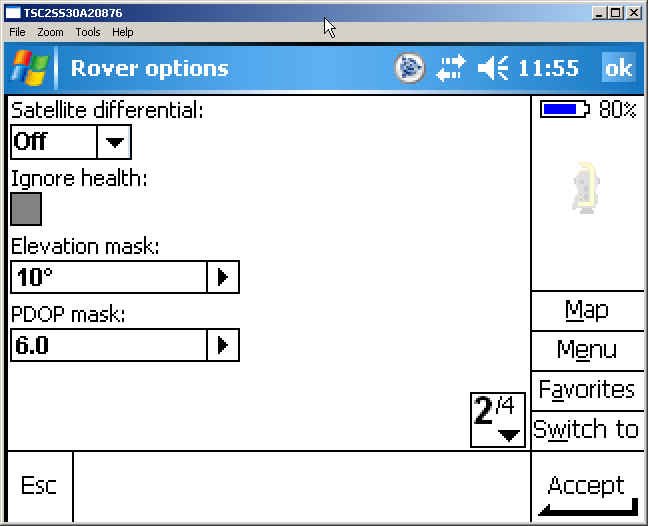 TSC2SS30A20876
File Zoom Tools Help
Rover options 11:55 ok
Satellite differential:
Off
80%
Ignore health:
Elevation mask:
10°
PDOP mask:
6.0
Map
Menu
Favorites
Switch to
2/4
Esc
Accept